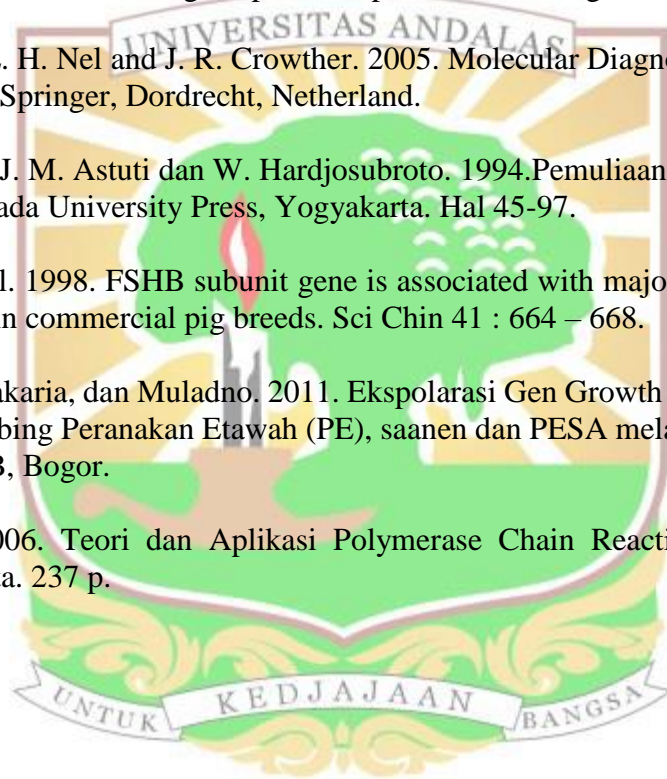 UNIVERSITAS ANDALAS
. H. Nel and J. R. Crowther. 2005. Molecular Diagno
Springer, Dordrecht, Netherland.
J. M. Astuti dan W. Hardjosubroto. 1994.Pemuliaan
ada University Press, Yogyakarta. Hal 45-97.
l. 1998. FSHB subunit gene is associated with major
in commercial pig breeds. Sci Chin 41 : 664 – 668.
akaria, dan Muladno. 2011. Ekspolarasi Gen Growth
bing Peranakan Etawah (PE), saanen dan PESA mela
, Bogor.
006. Teori dan Aplikasi Polymerase Chain Reacti
ta. 237 p.
UNTUK KEDJAJAAN BANGSA